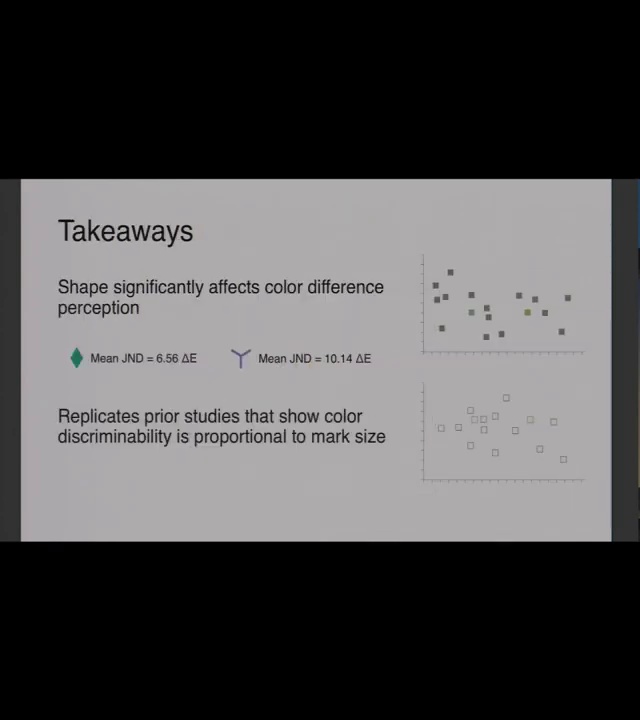 Takeaways
Shape significantly affects color difference
perception
Mean JND = 6.56 ΔE
Mean JND = 10.14 ΔE
Replicates prior studies that show color
discriminability is proportional to mark size